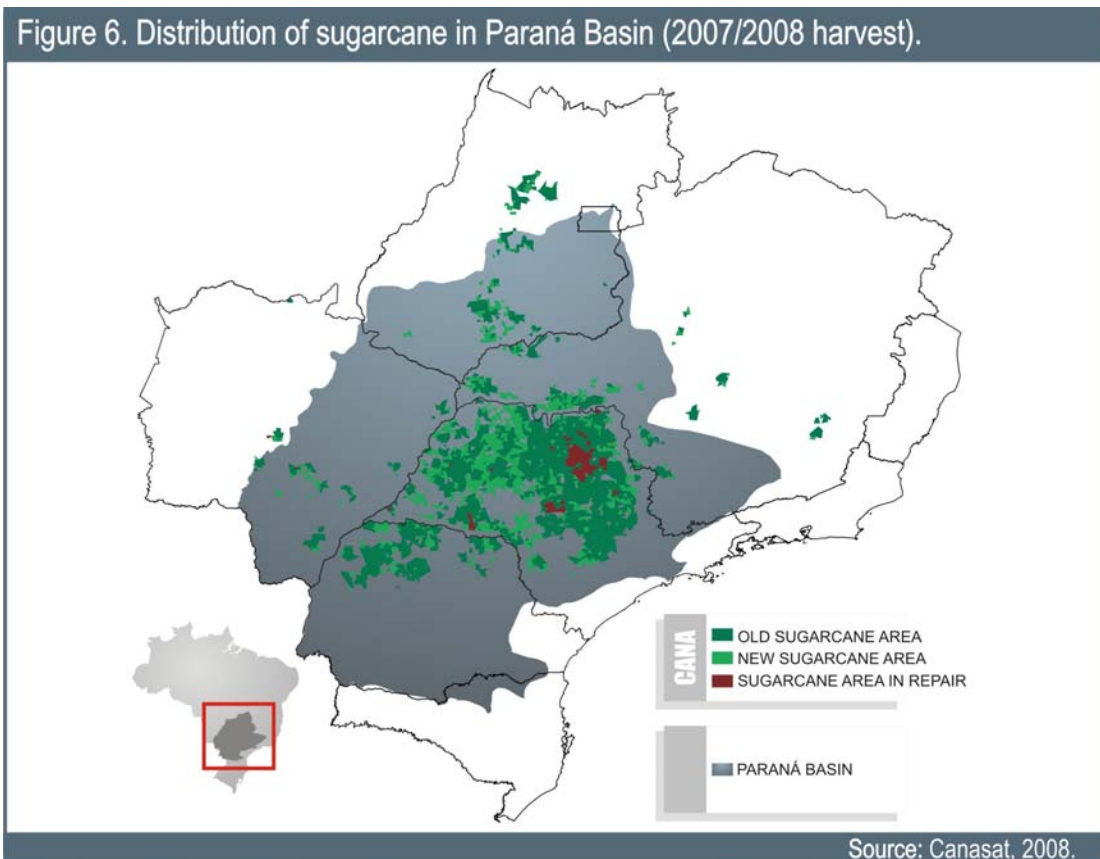 Figure 6. Distribution of sugarcane in Paraná Basin (2007/2008 harvest).
CANA
OLD SUGARCANE AREA
NEW SUGARCANE AREA
SUGARCANE AREA IN REPAIR
PARANÁ BASIN
Source: Canasat, 2008.